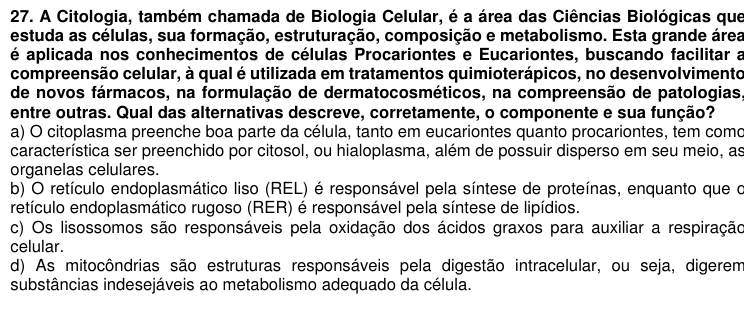 27. A Citologia, também chamada de Biologia Celular, é a área das Ciências Biológicas que
estuda as células, sua formação, estruturação, composição e metabolismo. Esta grande área
é aplicada nos conhecimentos de células Procariontes e Eucariontes, buscando facilitar a
compreensão celular, à qual é utilizada em tratamentos quimioterápicos, no desenvolvimento
de novos fármacos, na formulação de dermatocosméticos, na compreensão de patologias,
entre outras. Qual das alternativas descreve, corretamente, o componente e sua função?
a) O citoplasma preenche boa parte da célula, tanto em eucariontes quanto procariontes, tem como
característica ser preenchido por citosol, ou hialoplasma, além de possuir disperso em seu meio, as
organelas celulares.
b) O retículo endoplasmático liso (REL) é responsável pela síntese de proteínas, enquanto que o
retículo endoplasmático rugoso (RER) é responsável pela síntese de lipídios.
c) Os lisossomos são responsáveis pela oxidação dos ácidos graxos para auxiliar a respiração
celular.
d) As mitocôndrias são estruturas responsáveis pela digestão intracelular, ou seja, digerem
substâncias indesejáveis ao metabolismo adequado da célula.